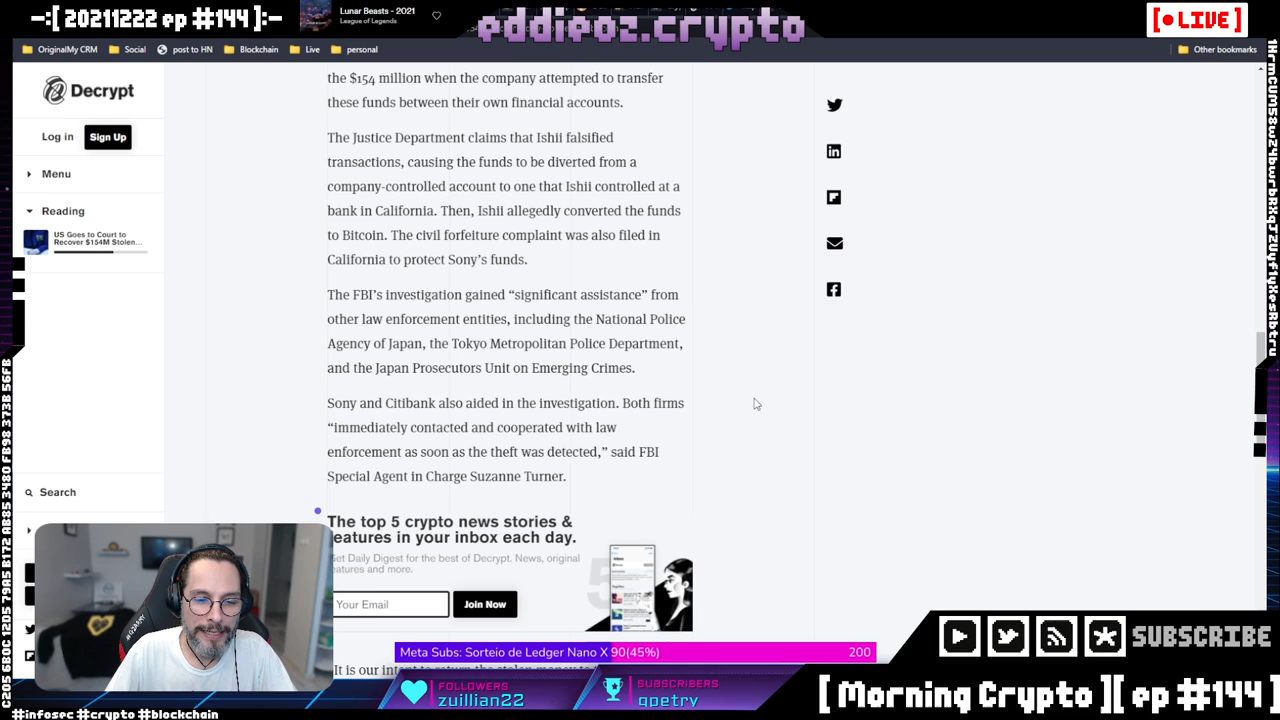 -:[ 20211222 ep #144 ]:-
Lunar Beasts - 2021
League of Legends
eddieoz.crypto
[ LIVE ]
OriginalMy CRM
Social
post to HN
Blockchain
Live
personal
Other bookmarks
Decrypt
Log in
Sign Up
Menu
Reading
US Goes to Court to
Recover $154M Stolen...
Search
the $154 million when the company attempted to transfer
these funds between their own financial accounts.
The Justice Department claims that Ishii falsified
transactions, causing the funds to be diverted from a
company-controlled account to one that Ishii controlled at a
bank in California. Then, Ishii allegedly converted the funds
to Bitcoin. The civil forfeiture complaint was also filed in
California to protect Sony’s funds.
The FBI’s investigation gained “significant assistance” from
other law enforcement entities, including the National Police
Agency of Japan, the Tokyo Metropolitan Police Department,
and the Japan Prosecutors Unit on Emerging Crimes.
Sony and Citibank also aided in the investigation. Both firms
“immediately contacted and cooperated with law
enforcement as soon as the theft was detected,” said FBI
Special Agent in Charge Suzanne Turner.
The top 5 crypto news stories &
features in your inbox each day.
Get Daily Digest for the best of Decrypt. News, original
features and more.
Your Email
Join Now
Meta Subs: Sorteio de Ledger Nano X 90(45%)
200
It is our intent to return the stolen money to
FOLLOWERS
zuillian22
SUBSCRIBERS
gpetry
SUBSCRIBE
[ Morning Crypto ][ ep #144 ]
#infosec #crypto #blockchain